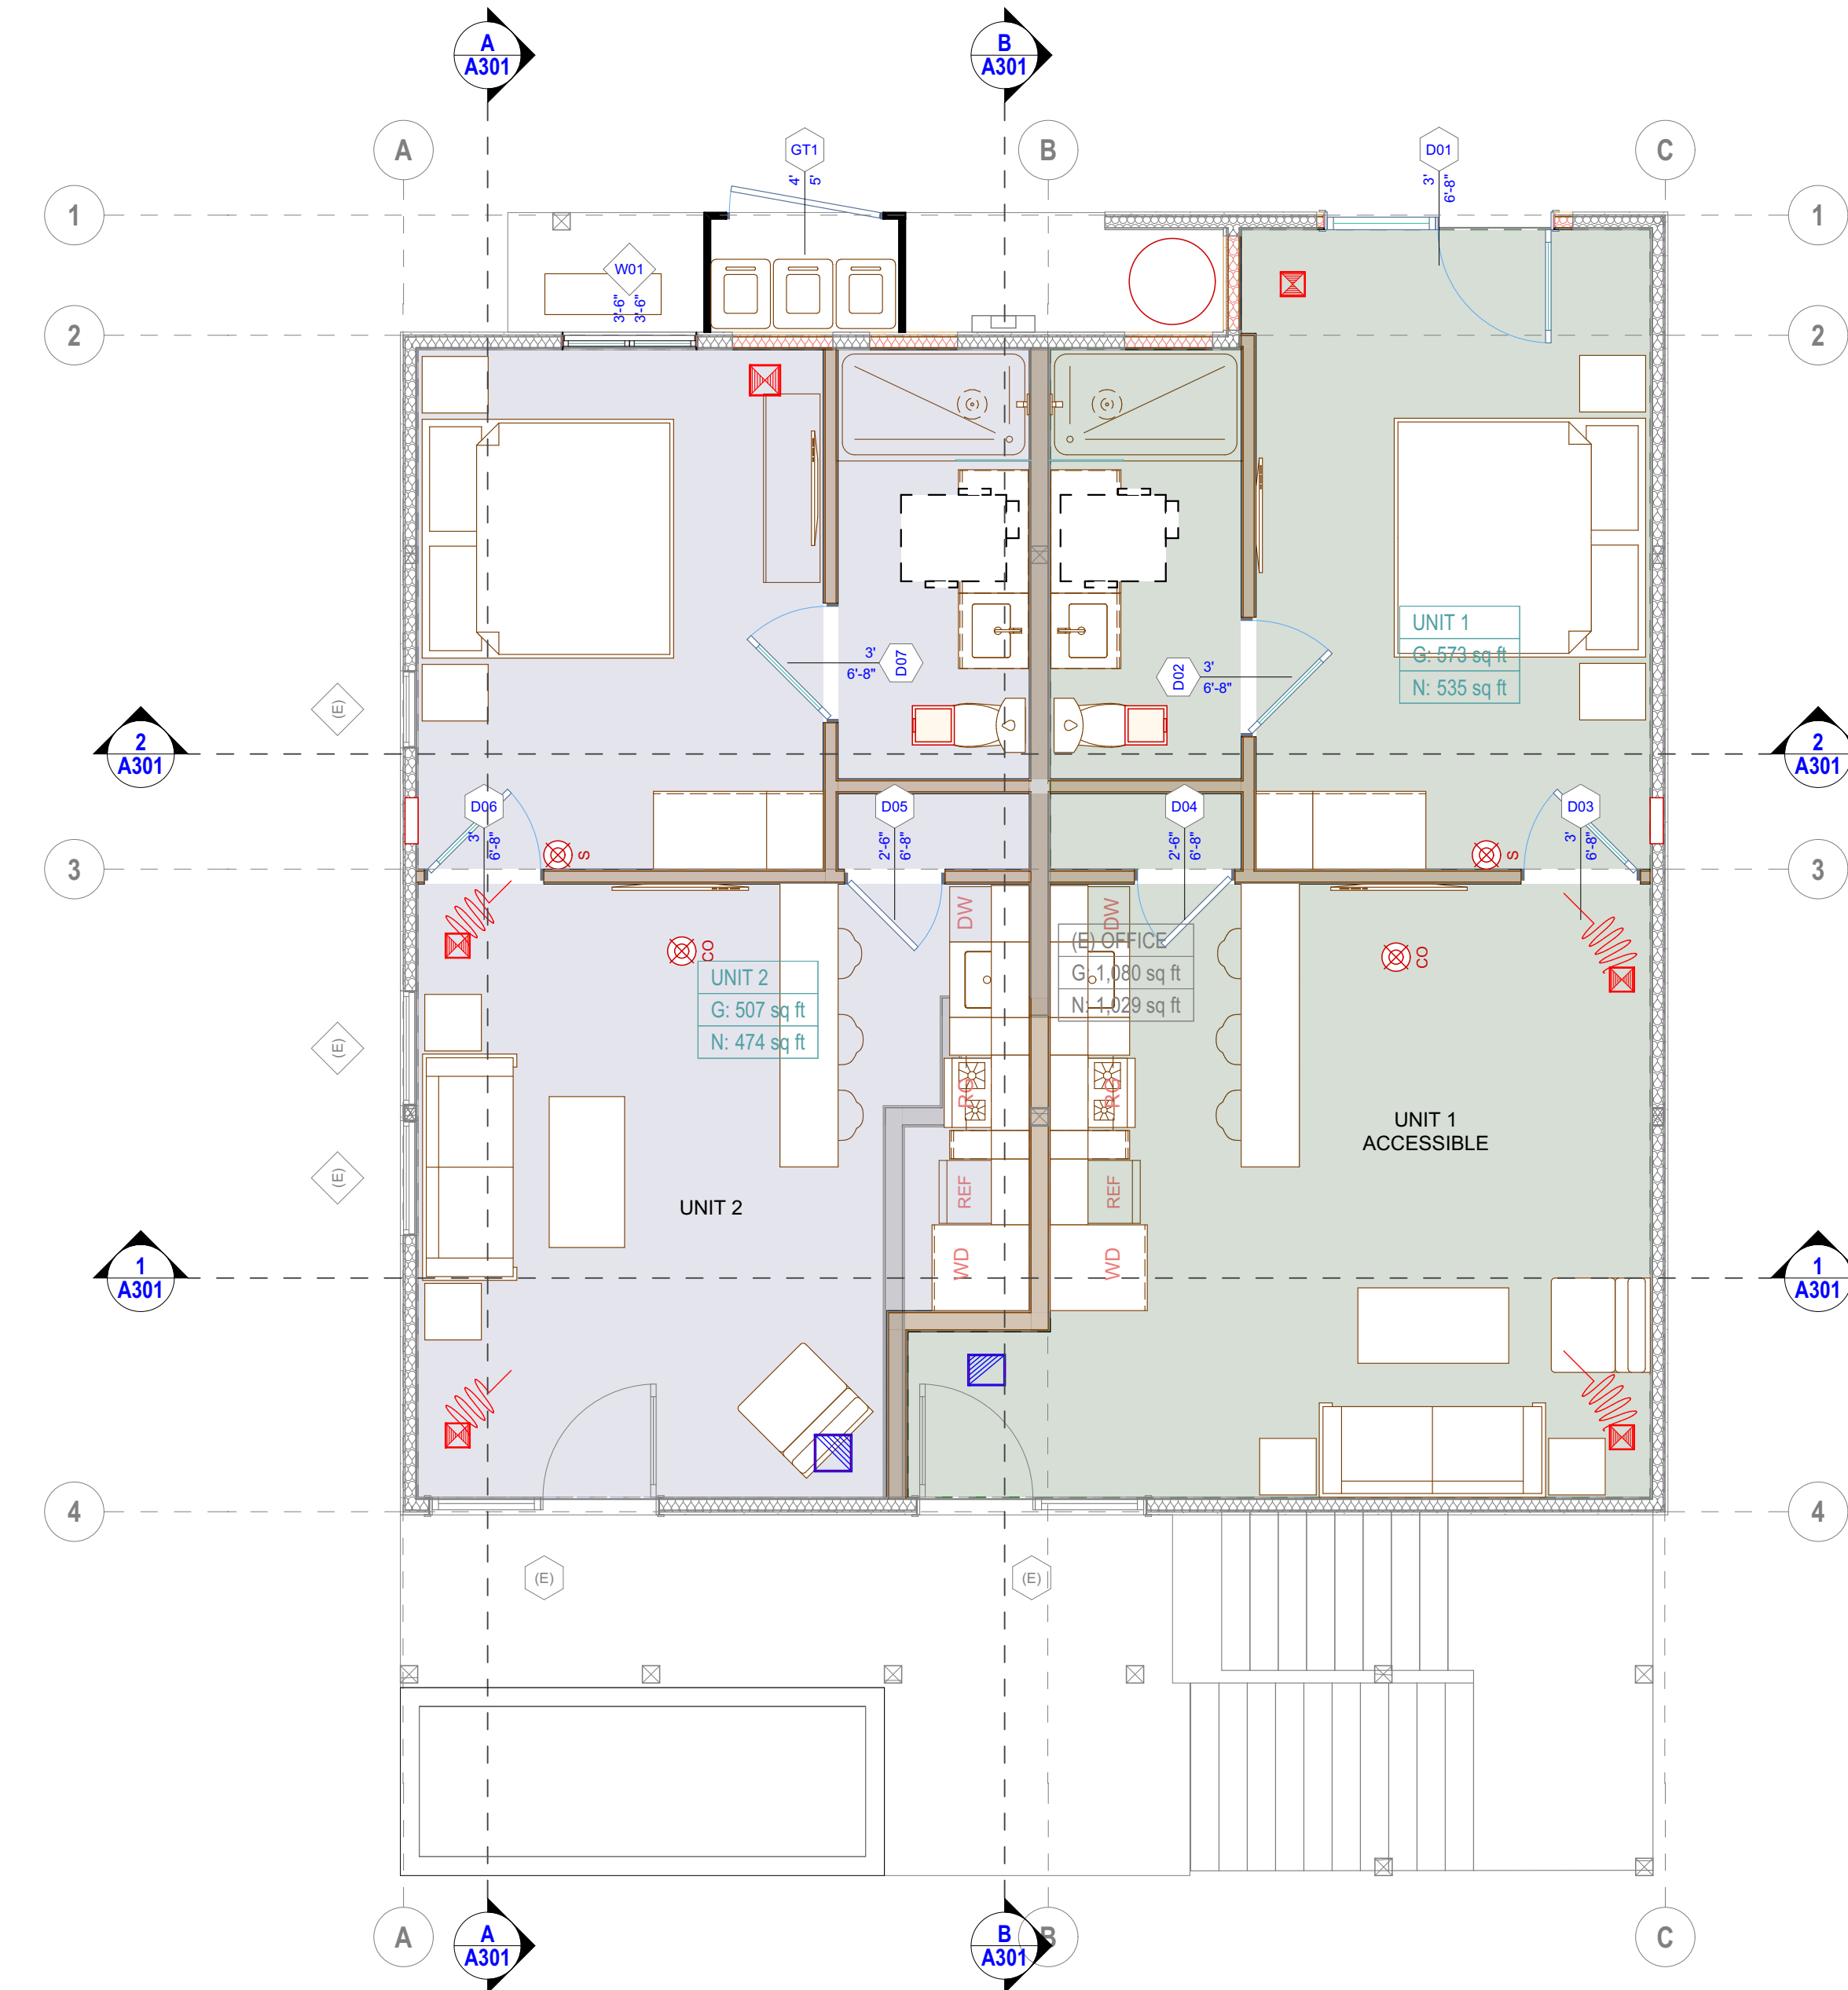 A
A301
B
A301
A
B
C
GT1
4'
5'
D01
3'
6'-8"
1
1
W01
3'-6"
3'-6"
2
2
UNIT 1
G: 573 sq ft
N: 535 sq ft
D07
3'
6'-8"
D02
3'
6'-8"
(E)
2
A301
2
A301
D06
3'
6'-8"
D05
2'-6"
6'-8"
D04
2'-6"
6'-8"
D03
3'
6'-8"
S
S
3
3
DW
DW
CO
CO
(E) OFFICE
G: 1,080 sq ft
N: 1,029 sq ft
UNIT 2
G: 507 sq ft
N: 474 sq ft
(E)
RG
RG
UNIT 1
ACCESSIBLE
(E)
REF
REF
UNIT 2
WD
WD
1
A301
1
A301
4
4
(E)
(E)
A
A
A301
B
A301
B
C